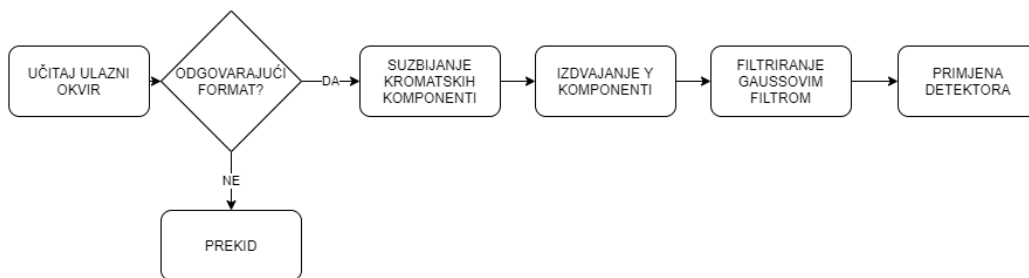 UČITAJ ULAZNI
OKVIR
ODGOVARAJUĆI
FORMAT?
DA
SUZBIJANJE
KROMATSKIH
KOMPONENTI
IZDVAJANJE Y
KOMPONENTI
FILTRIRANJE
GAUSSOVIM
FILTROM
PRIMJENA
DETEKTORA
NE
PREKID